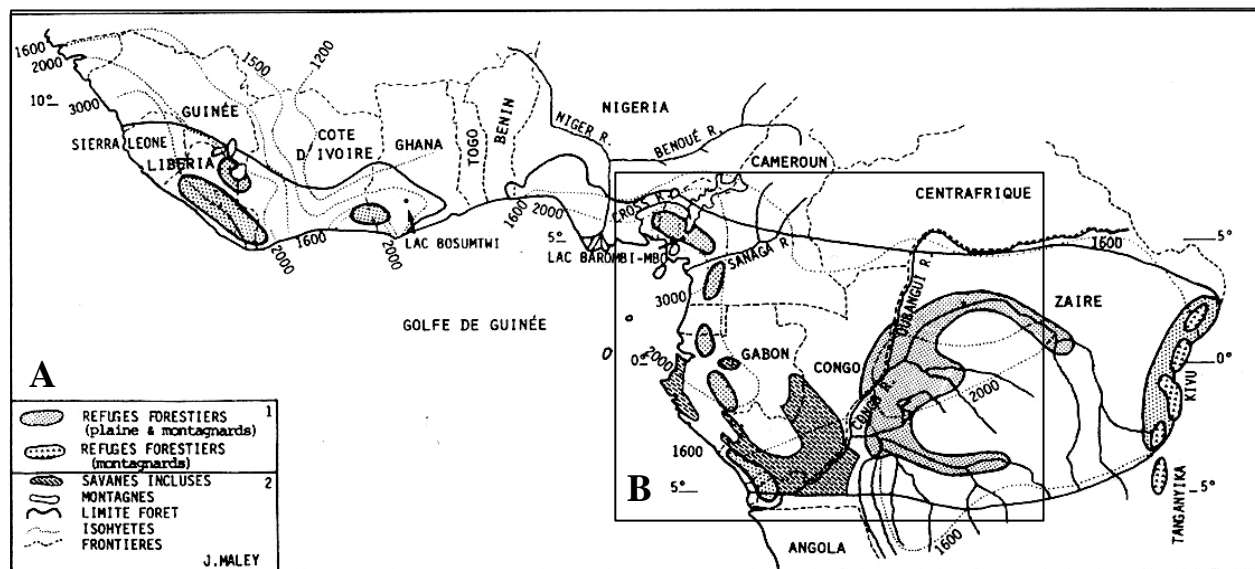 1600
2000
3000
10°
1500
1200
GUINÉE
SIERRA LEONE
LIBERIA
COTE
D'IVOIRE
GHANA
TOGO
BENIN
NIGER R.
NIGERIA
BENOUÉ R.
CAMEROUN
CENTRAFRIQUE
1600
5°
2000
1600
2000
LAC BOSUMTWI
1600
2000
5°
CROSS R.
LAC BAROMBI-MBO
SANAGA R.
3000
GOLFE DE GUINÉE
2000
0°
GABON
CONGO
OUBANGUI R.
CONGO R.
ZAIRE
2000
0°
KIVU
1600
5°
B
ANGOLA
1600
5°
TANGANYIKA
A
REFUGES FORESTIERS 1
(plaine & montagnards)
REFUGES FORESTIERS
(montagnards)
SAVANES INCLUSES 2
MONTAGNES
LIMITE FORET
ISOHYETES
FRONTIERES
J.MALEY